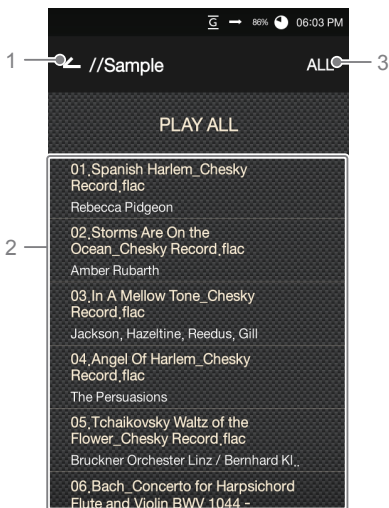 G 86% 06:03 PM
1 //Sample ALL 3
PLAY ALL
01.Spanish Harlem_Chesky
Record.flac
Rebecca Pidgeon
2
02.Storms Are On the
Ocean_Chesky Record.flac
Amber Rubarth
03.In A Mellow Tone_Chesky
Record.flac
Jackson, Hazeltine, Reedus, Gill
04.Angel Of Harlem_Chesky
Record.flac
The Persuasions
05.Tchaikovsky Waltz of the
Flower_Chesky Record.flac
Bruckner Orchester Linz / Bernhard Kl..
06.Bach_Concerto for Harpsichord
Flute and Violin BWV 1044 -